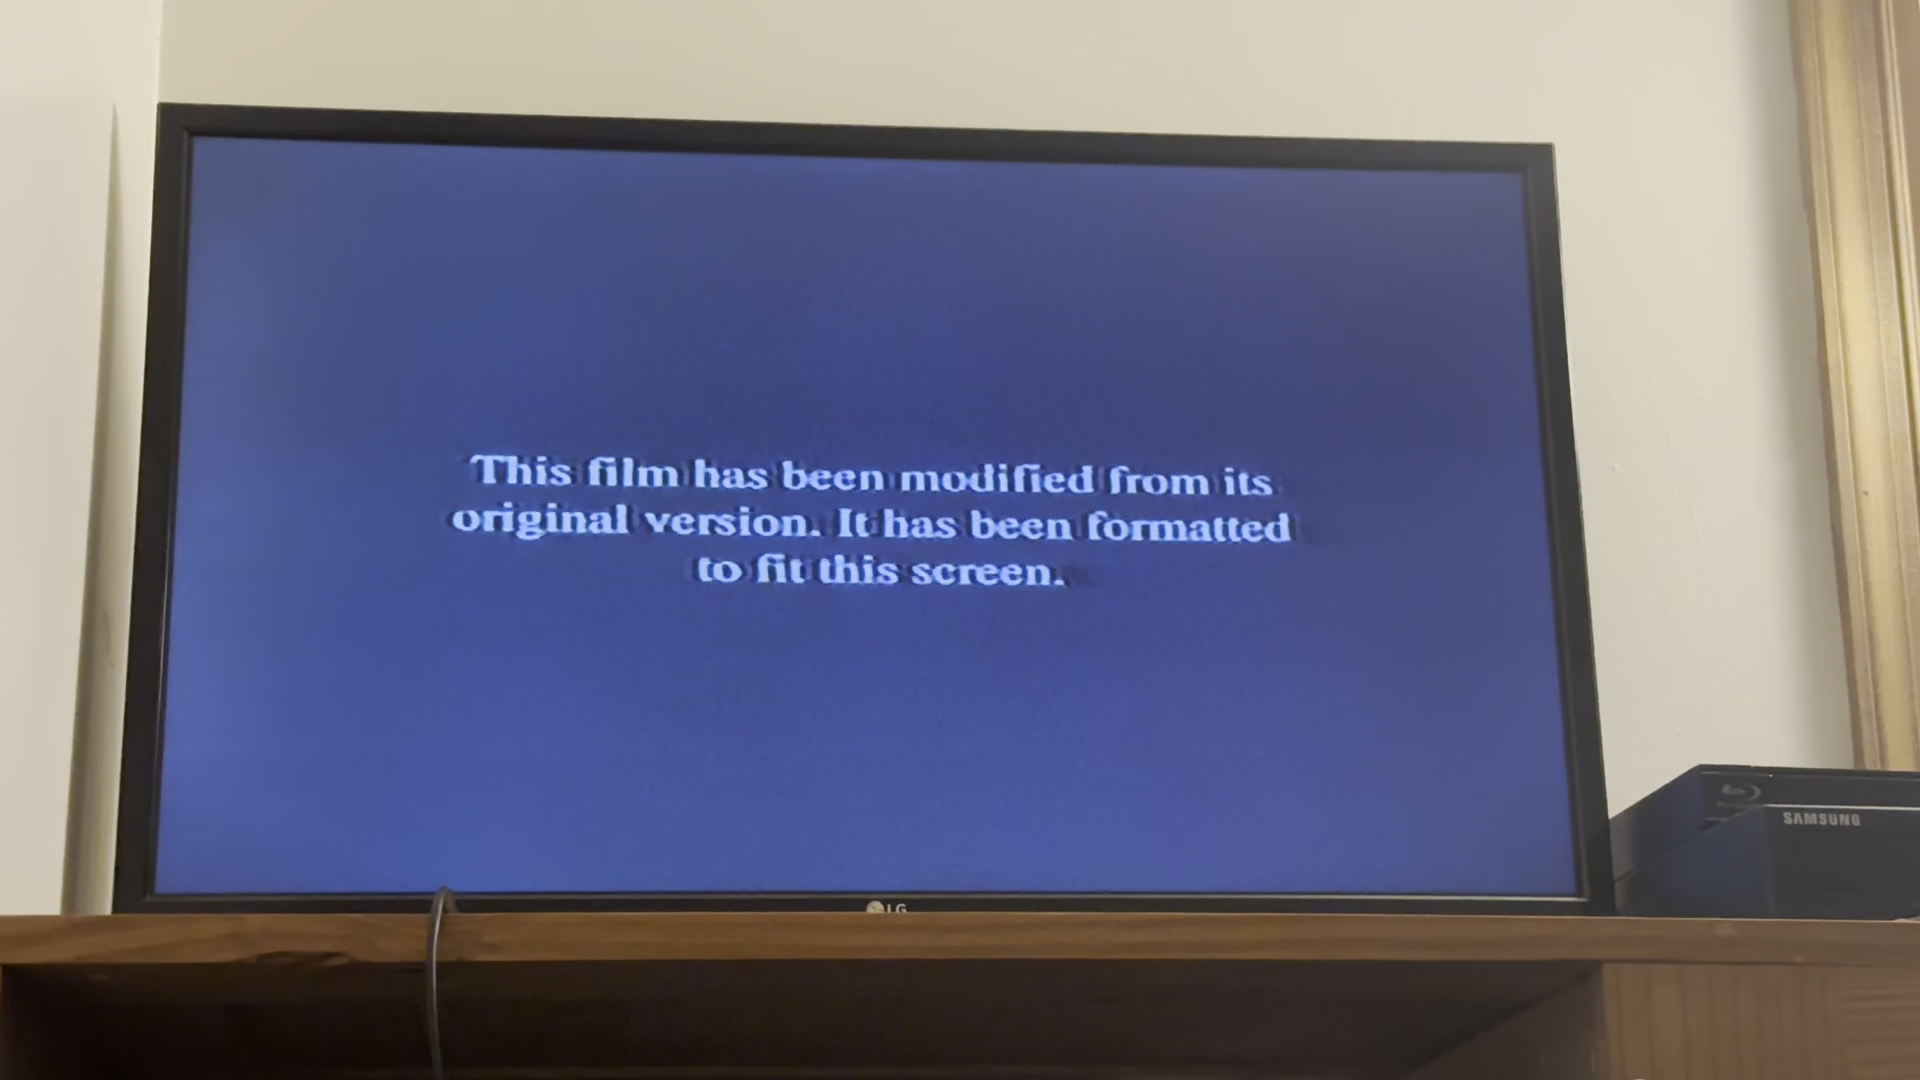 This film has been modified from its
original version. It has been formatted
to fit this screen.
LG
SAMSUNG